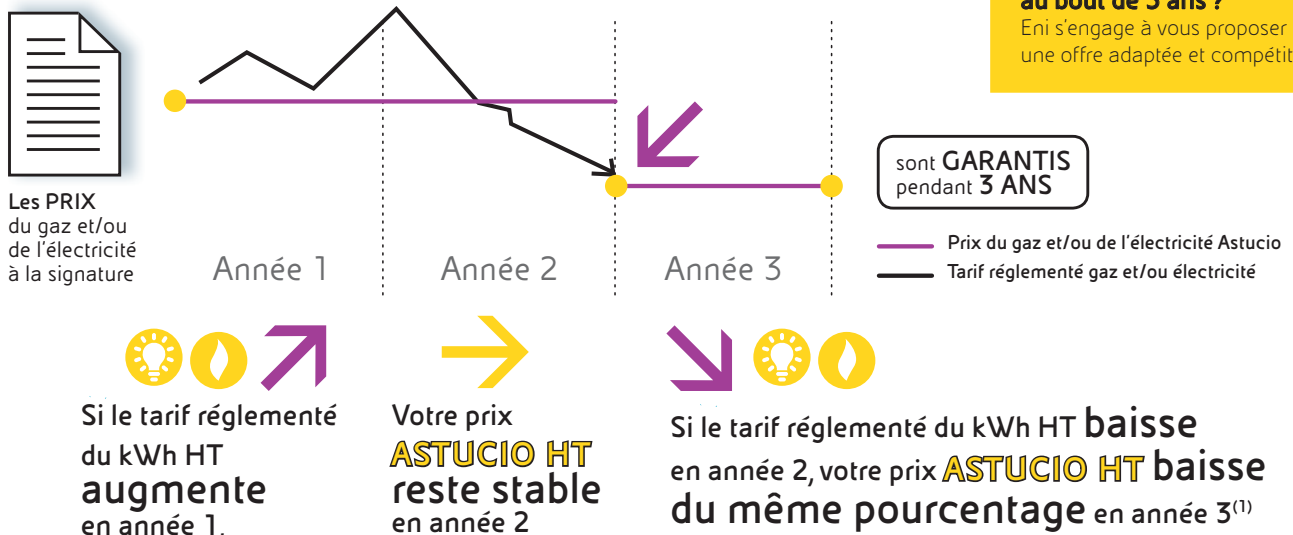 au bout de 3 ans ?
Eni s'engage à vous proposer
une offre adaptée et
Les PRIX
du gaz et/ou
de l'électricité
à la signature
Année 1
Année 2
Année 3
sont GARANTIS
pendant 3 ANS
Prix du gaz et/ou de l'électricité Astucio
Tarif réglementé gaz et/ou électricité
Si le tarif réglementé
du kWh HT
augmente
en année 1,
Votre prix
ASTUCIO HT
reste stable
en année 2
Si le tarif réglementé du kWh HT baisse
en année 2, votre prix ASTUCIO HT baisse
du même pourcentage en année 3(1)